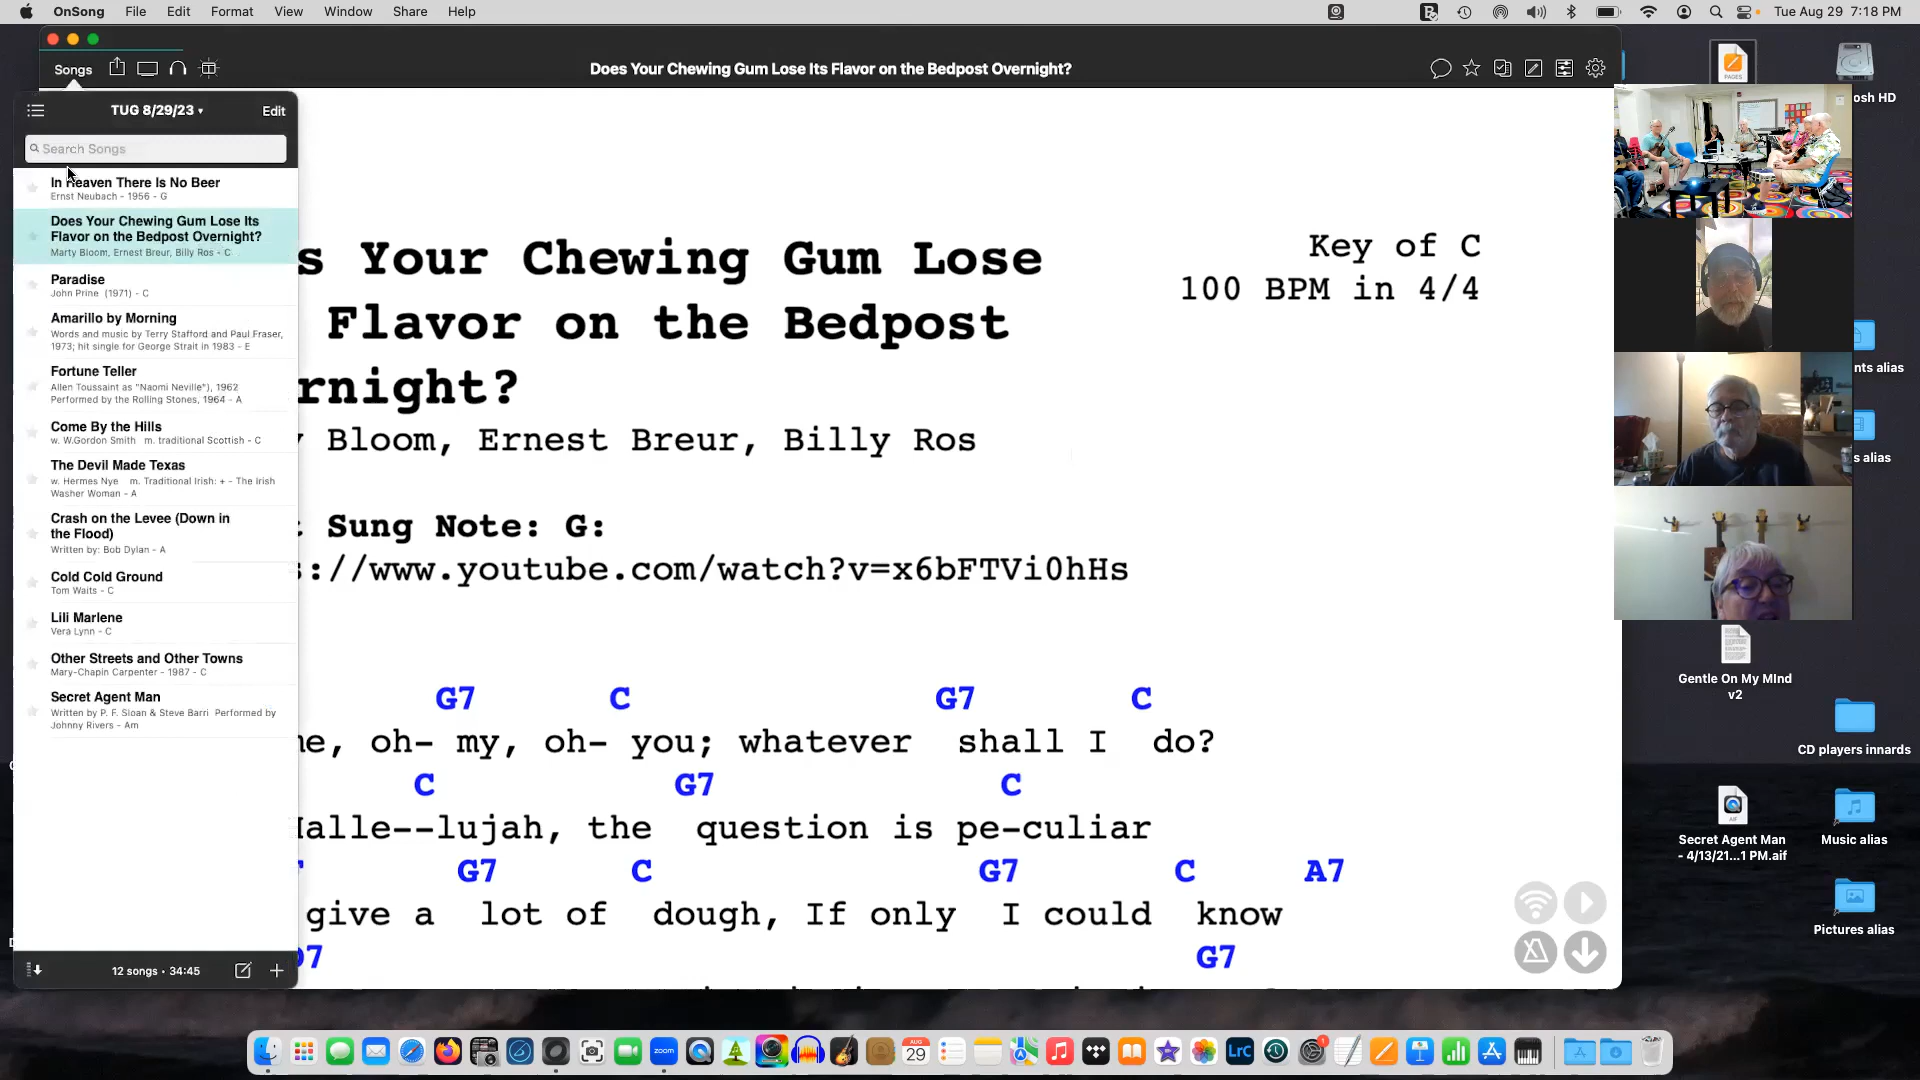 OnSong File Edit Format View Window Share Help
Tue Aug 29 7:18 PM
Songs
Does Your Chewing Gum Lose Its Flavor on the Bedpost Overnight?
TUG 8/29/23
Edit
Search Songs
In Heaven There Is No Beer
Ernst Neubach - 1956 - G
Does Your Chewing Gum Lose Its
Flavor on the Bedpost Overnight?
Marty Bloom, Ernest Breur, Billy Ros - C
Paradise
John Prine (1971) - C
Amarillo by Morning
Words and music by Terry Stafford and Paul Fraser,
1973; hit single for George Strait in 1983 - E
Fortune Teller
Allen Toussaint as "Naomi Neville"), 1962
Performed by the Rolling Stones, 1964 - A
Come By the Hills
w. W.Gordon Smith m. traditional Scottish - C
The Devil Made Texas
w. Hermes Nye m. Traditional Irish: + - The Irish
Washer Woman - A
Crash on the Levee (Down in
the Flood)
Written by: Bob Dylan - A
Cold Cold Ground
Tom Waits - C
Lili Marlene
Vera Lynn - C
Other Streets and Other Towns
Mary-Chapin Carpenter - 1987 - C
Secret Agent Man
Written by P. F. Sloan & Steve Barri Performed by
Johnny Rivers - Am
12 songs • 34:45
s Your Chewing Gum Lose
Flavor on the Bedpost
rnight?
Key of C
100 BPM in 4/4
Bloom, Ernest Breur, Billy Ros
Sung Note: G:
s://www.youtube.com/watch?v=x6bFTVi0hHs
G7 C G7 C
me, oh- my, oh- you; whatever shall I do?
C G7 C
Halle--lujah, the question is pe-culiar
G7 C G7 C A7
give a lot of dough, If only I could know
D7 G7
PAGES
osh HD
nts alias
s alias
Gentle On My MInd
v2
CD players innards
AIF
Secret Agent Man
- 4/13/21...1 PM.aif
Music alias
Pictures alias
zoom
AUG
29
LrC
1